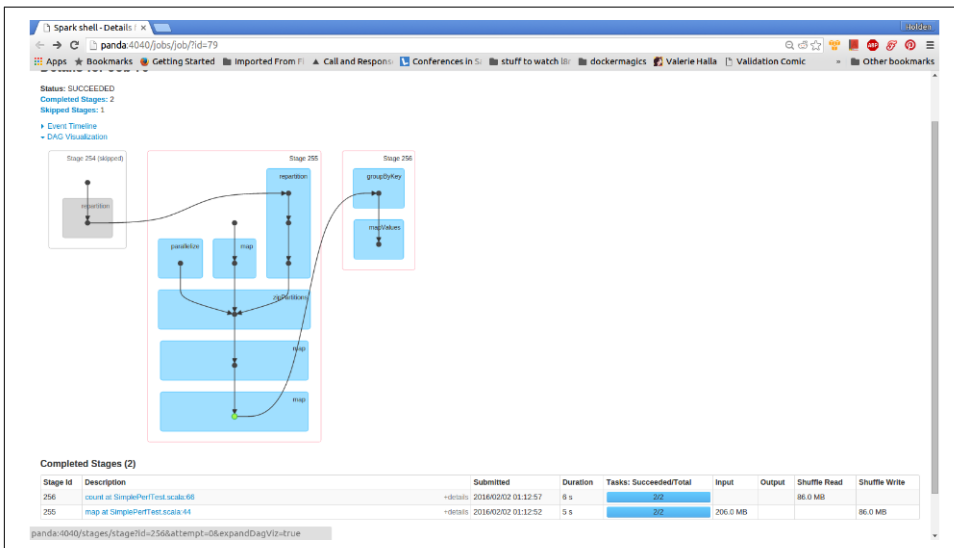 Spark shell - Details f
Holden
panda:4040/jobs/job/?id=79
Apps Bookmarks Getting Started Imported From Fi Call and Respons Conferences in S stuff to watch l8r dockermagics Valerie Halla Validation Comic » Other bookmarks
Status: SUCCEEDED
Completed Stages: 2
Skipped Stages: 1
Event Timeline
DAG Visualization
Stage 254 (skipped)
repartition
Stage 255
repartition
parallelize
map
zipPartitions
map
map
Stage 256
groupByKey
mapValues
Completed Stages (2)
Stage Id Description Submitted Duration Tasks: Succeeded/Total Input Output Shuffle Read Shuffle Write
256 count at SimplePerfTest.scala:66 +details 2016/02/02 01:12:57 6 s 2/2 86.0 MB
255 map at SimplePerfTest.scala:44 +details 2016/02/02 01:12:52 5 s 2/2 206.0 MB 86.0 MB
panda:4040/stages/stage?id=256&attempt=0&expandDagViz=true